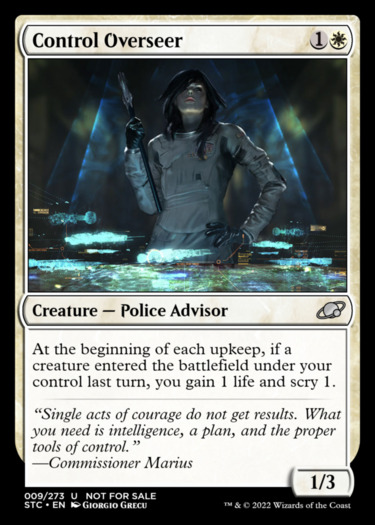 Control Overseer 1
Creature — Police Advisor
At the beginning of each upkeep, if a
creature entered the battlefield under your
control last turn, you gain 1 life and scry 1.
“Single acts of courage do not get results. What
you need is intelligence, a plan, and the proper
tools of control.”
—Commissioner Marius
1/3
009/273 U NOT FOR SALE
STC • EN Giorgio Grecu
™ & © 2022 Wizards of the Coast